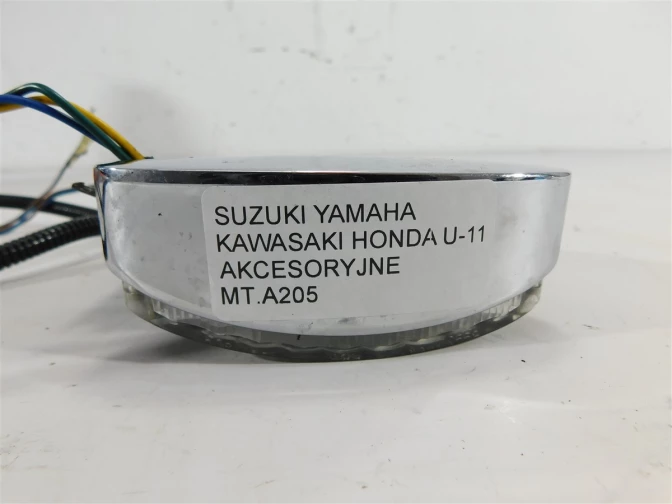 SUZUKI YAMAHA
KAWASAKI HONDA U-11
AKCESORYJNE
MT.A205